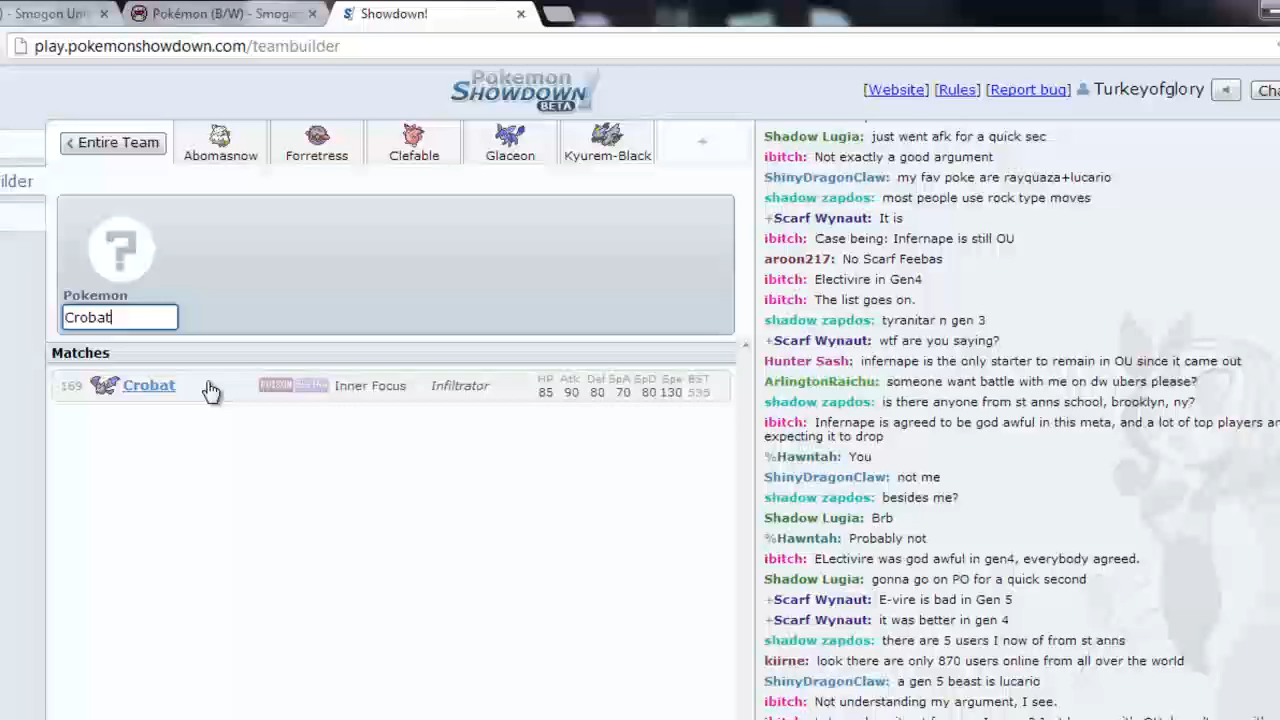 ) - Smogon Uni
Pokémon (B/W) - Smogon
Showdown!
play.pokemonshowdown.com/teambuilder
Pokemon
SHOWDOWN
BETA
[Website] [Rules] [Report bug] Turkeyofglory
Cha
Entire Team
Abomasnow
Forretress
Clefable
Glaceon
Kyurem-Black
+
ilder
?
Pokemon
Crobat
Matches
169 Crobat POISON Inner Focus Infiltrator
HP Atk Def SpA SpD Spe BST
85 90 80 70 80 130 535
Shadow Lugia: just went afk for a quick sec
ibitch: Not exactly a good argument
ShinyDragonClaw: my fav poke are rayquaza+lucario
shadow zapdos: most people use rock type moves
+Scarf Wynaut: It is
ibitch: Case being: Infernape is still OU
aroon217: No Scarf Feebas
ibitch: Electivire in Gen4
ibitch: The list goes on.
shadow zapdos: tyranitar n gen 3
+Scarf Wynaut: wtf are you saying?
Hunter Sash: infernape is the only starter to remain in OU since it came out
ArlingtonRaichu: someone want battle with me on dw ubers please?
shadow zapdos: is there anyone from st anns school, brooklyn, ny?
ibitch: Infernape is agreed to be god awful in this meta, and a lot of top players a
expecting it to drop
%Hawntah: You
ShinyDragonClaw: not me
shadow zapdos: besides me?
Shadow Lugia: Brb
%Hawntah: Probably not
ibitch: ELectivire was god awful in gen4, everybody agreed.
Shadow Lugia: gonna go on PO for a quick second
+Scarf Wynaut: E-vire is bad in Gen 5
+Scarf Wynaut: it was better in gen 4
shadow zapdos: there are 5 users I now of from st anns
kiirne: look there are only 870 users online from all over the world
ShinyDragonClaw: a gen 5 beast is lucario
ibitch: Not understanding my argument, I see.